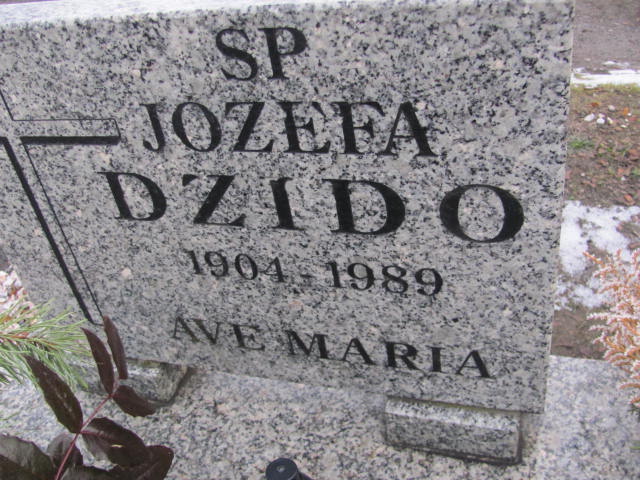 SP
JOZEFA
DZIDO
1904-1989
AVE MARIA